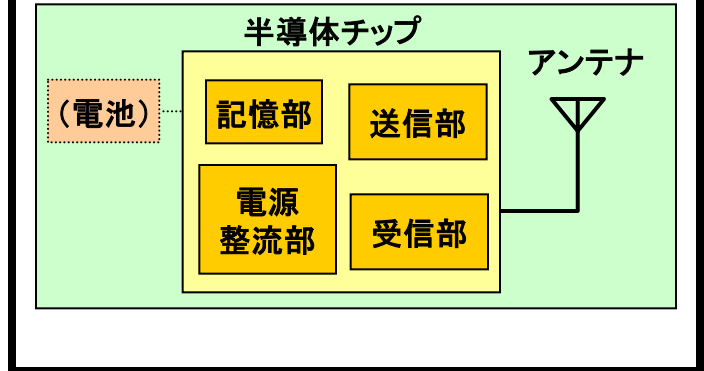 半導体チップ
アンテナ
（電池）
記憶部
送信部
電源
整流部
受信部